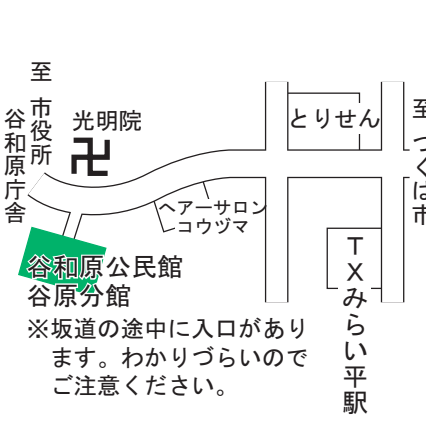 至 市役所
谷和原庁舎
光明院
とりせん
至 つくば市
ヘアーサロン
コウヅマ
TXみらい平駅
谷和原公民館
谷原分館
※坂道の途中に入口があり
ます。わかりづらいので
ご注意ください。